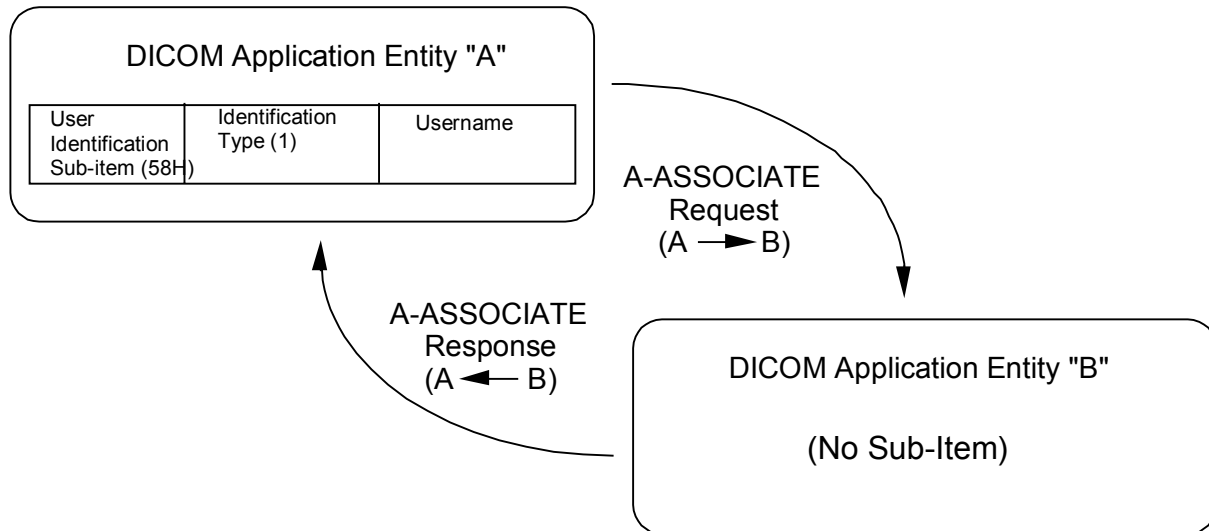 DICOM Application Entity "A"
User
Identification
Sub-item (58H)
Identification
Type (1)
Username
A-ASSOCIATE
Request
(A → B)
A-ASSOCIATE
Response
(A ← B)
DICOM Application Entity "B"
(No Sub-Item)